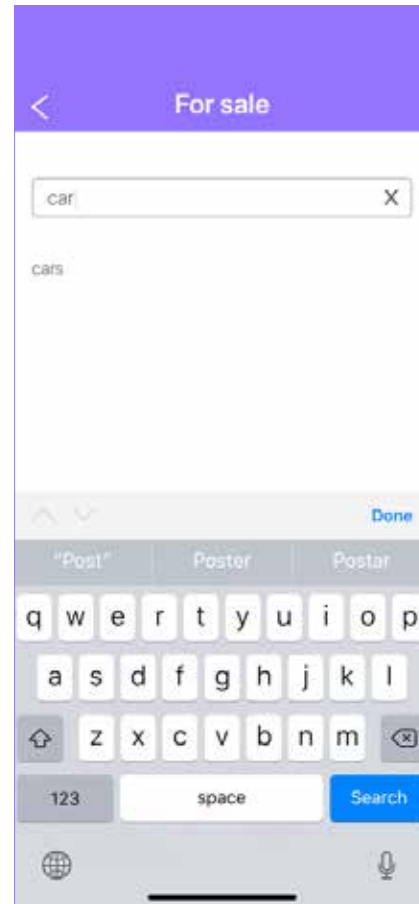 For sale
car X
cars
Done
"Post" Poster Postar
q w e r t y u i o p
a s d f g h j k l
z x c v b n m
123 space Search